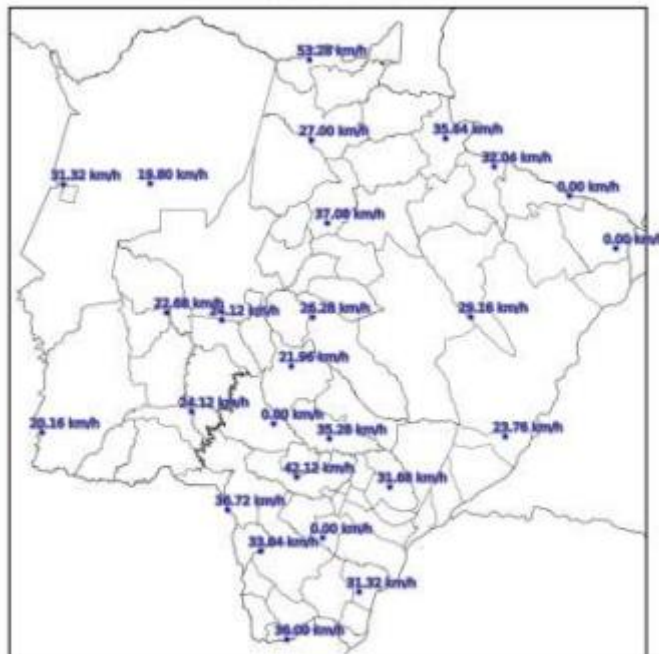 53.28 km/h
27.00 km/h
35.64 km/h
32.04 km/h
31.32 km/h
19.80 km/h
0.00 km/h
37.08 km/h
0.00 km/h
22.68 km/h
24.12 km/h
26.28 km/h
29.16 km/h
21.96 km/h
24.12 km/h
0.00 km/h
20.16 km/h
35.28 km/h
23.76 km/h
42.12 km/h
31.68 km/h
36.72 km/h
0.00 km/h
33.84 km/h
31.32 km/h
36.00 km/h